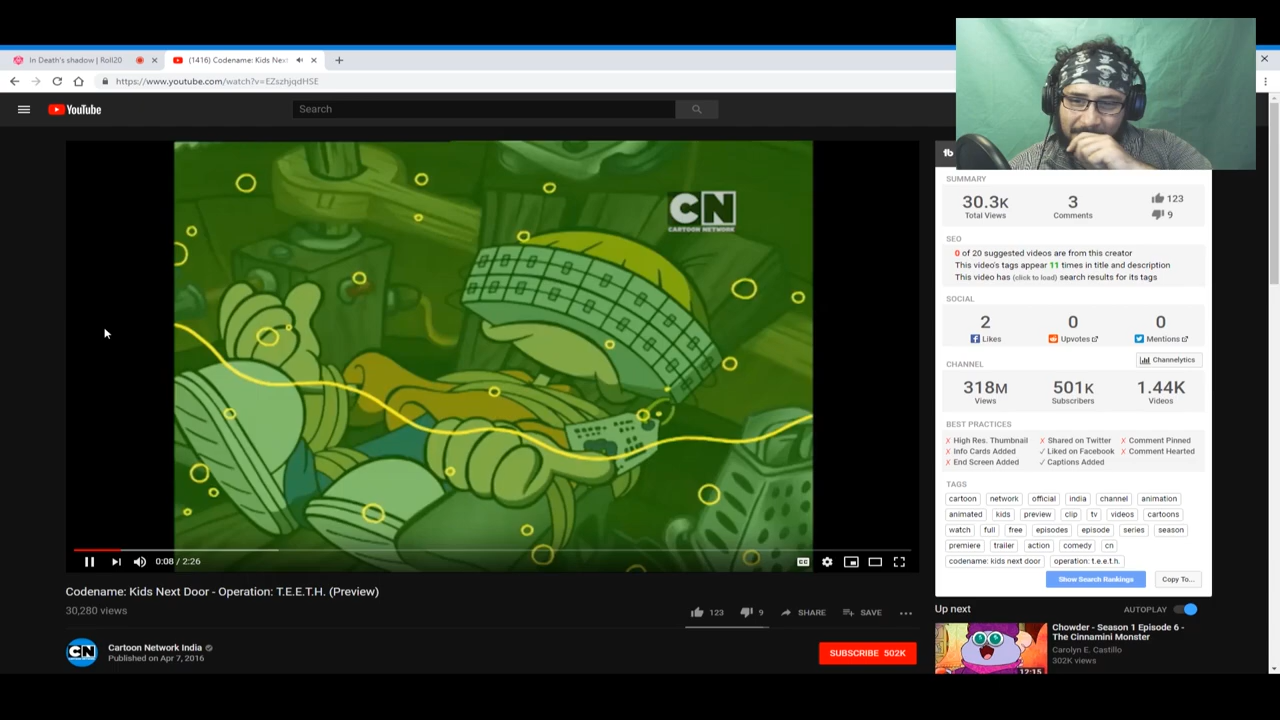 In Death's shadow | Roll20
(1416) Codename: Kids Next
https://www.youtube.com/watch?v=EZszhjqdHSE
YouTube
Search
CN
CARTOON NETWORK
0:08 / 2:26
Codename: Kids Next Door - Operation: T.E.E.T.H. (Preview)
30,280 views
123
9
SHARE
SAVE
CN
Cartoon Network India
Published on Apr 7, 2016
SUBSCRIBE 502K
tb
SUMMARY
30.3K 3 123
Total Views Comments 9
SEO
0 of 20 suggested videos are from this creator
This video's tags appear 11 times in title and description
This video has (click to load) search results for its tags
SOCIAL
2 0 0
Likes Upvotes Mentions
CHANNEL Channelytics
318M 501K 1.44K
Views Subscribers Videos
BEST PRACTICES
✗ High Res. Thumbnail ✗ Shared on Twitter ✗ Comment Pinned
✗ Info Cards Added ✓ Liked on Facebook ✗ Comment Hearted
✗ End Screen Added ✓ Captions Added
TAGS
cartoon network official india channel animation
animated kids preview clip tv videos cartoons
watch full free episodes episode series season
premiere trailer action comedy cn
codename: kids next door operation: t.e.e.t.h.
Show Search Rankings Copy To...
Up next AUTOPLAY
Chowder - Season 1 Episode 6 -
The Cinnamini Monster
Carolyn E. Castillo
302K views
12:15